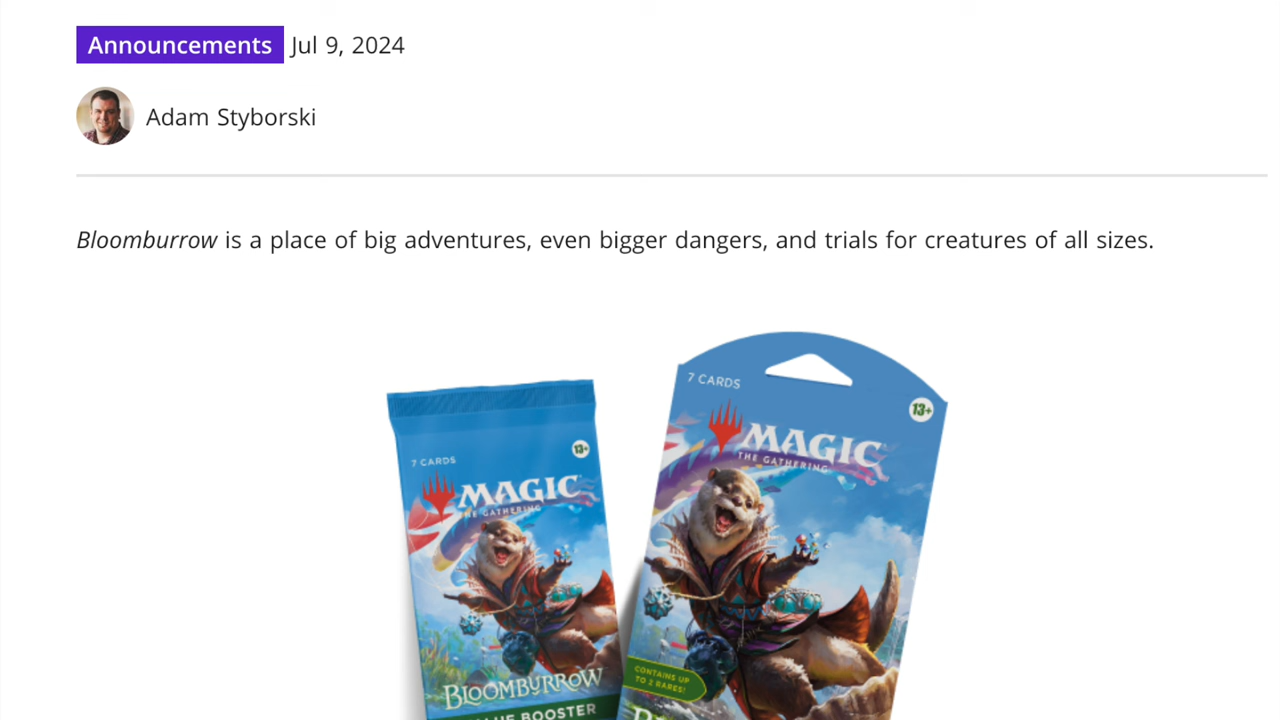 Announcements Jul 9, 2024
Adam Styborski
Bloomburrow is a place of big adventures, even bigger dangers, and trials for creatures of all sizes.
7 CARDS
13+
MAGIC
THE GATHERING
BLOOMBURROW
BOOSTER
7 CARDS
13+
MAGIC
THE GATHERING
CONTAINS UP
TO 2 RARES!